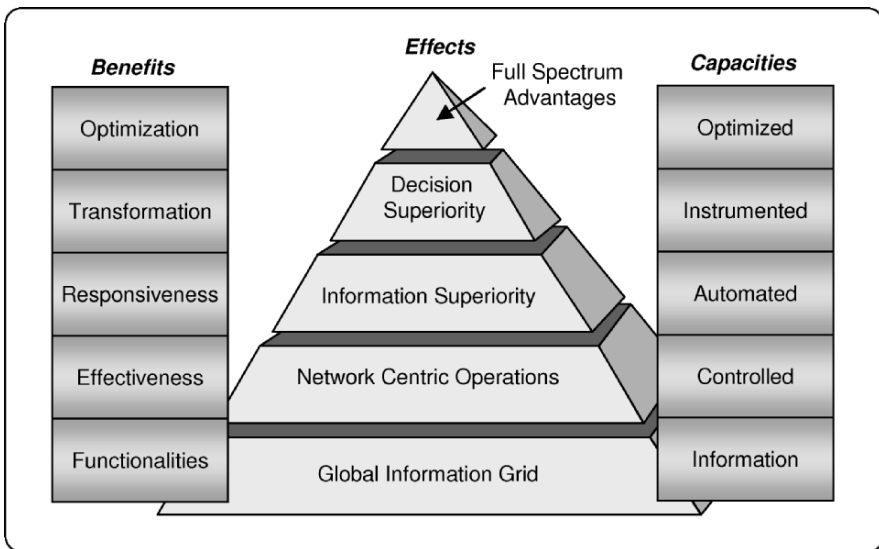 Benefits
Optimization
Transformation
Responsiveness
Effectiveness
Functionalities
Effects
Full Spectrum
Advantages
Decision
Superiority
Information Superiority
Network Centric Operations
Global Information Grid
Capacities
Optimized
Instrumented
Automated
Controlled
Information